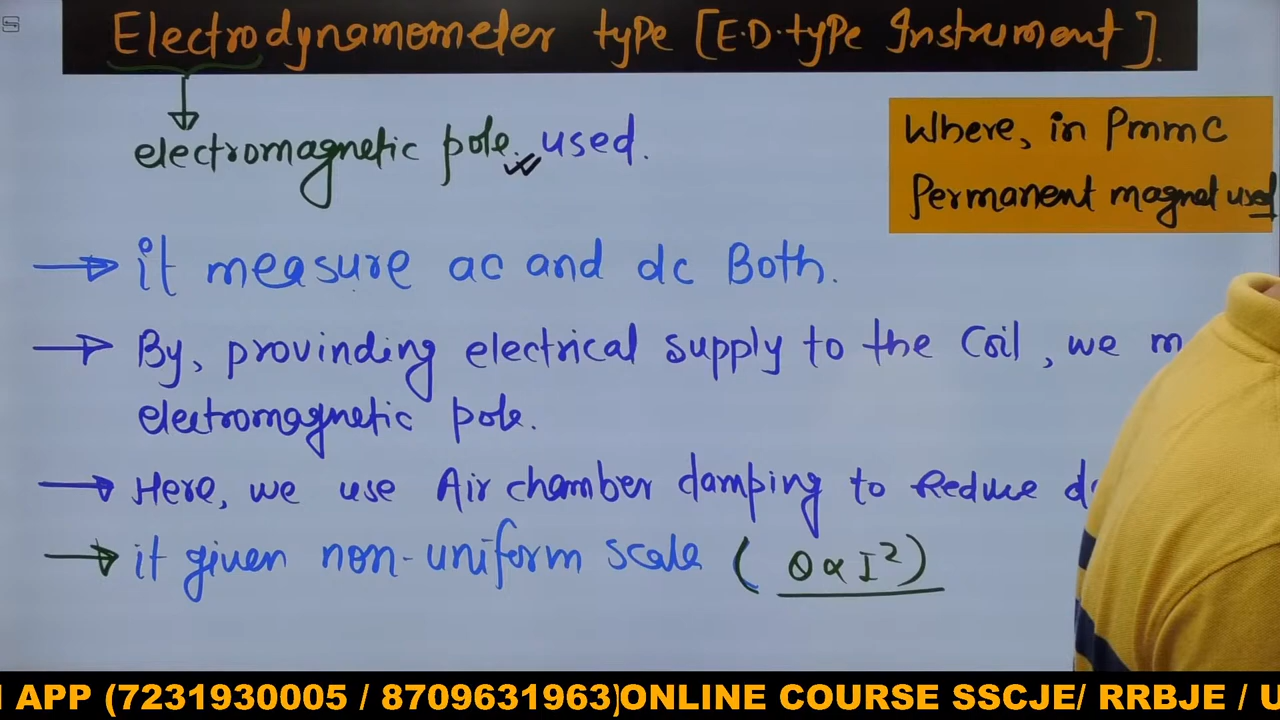 Electrodynamometer type [E.D.type Instrument].
electromagnetic pole. used.
Where, in PmmC
Permanent magnet used
→ it measure ac and dc Both.
→ By, provinding electrical supply to the Coil, we m
electromagnetic pole.
→ Here, we use Air chamber damping to Reduce
→ it given non-uniform scale ( θ ∝ I²)
APP (7231930005 / 8709631963)ONLINE COURSE SSCJE/ RRBJE /